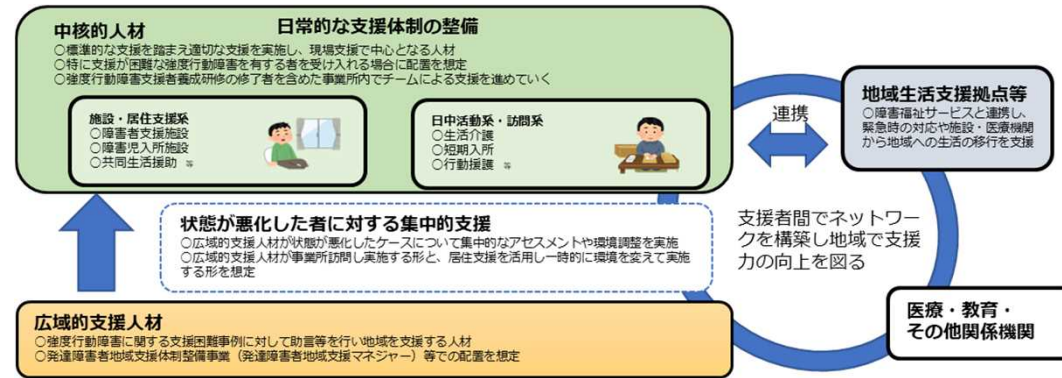 日常的な支援体制の整備
中核的人材
○標準的な支援を踏まえ適切な支援を実施し、現場支援で中心となる人材
○特に支援が困難な強度行動障害を有する者を受け入れる場合に配置を想定
○強度行動障害支援者養成研修の修了者を含めた事業所内でチームによる支援を進めていく
施設・居住支援系
○障害者支援施設
○障害児入所施設
○共同生活援助 等
日中活動系・訪問系
○生活介護
○短期入所
○行動援護 等
連携
地域生活支援拠点等
○障害福祉サービスと連携し、
緊急時の対応や施設・医療機関
から地域への生活の移行を支援
状態が悪化した者に対する集中的支援
○広域的支援人材が状態が悪化したケースについて集中的なアセスメントや環境調整を実施
○広域的支援人材が事業所訪問し実施する形と、居住支援を活用し一時的に環境を変えて実施
する形を想定
支援者間でネットワー
クを構築し地域で支援
力の向上を図る
広域的支援人材
○強度行動障害に関する支援困難事例に対して助言等を行い地域を支援する人材
○発達障害者地域支援体制整備事業（発達障害者地域支援マネジャー）等での配置を想定
医療・教育・
その他関係機関